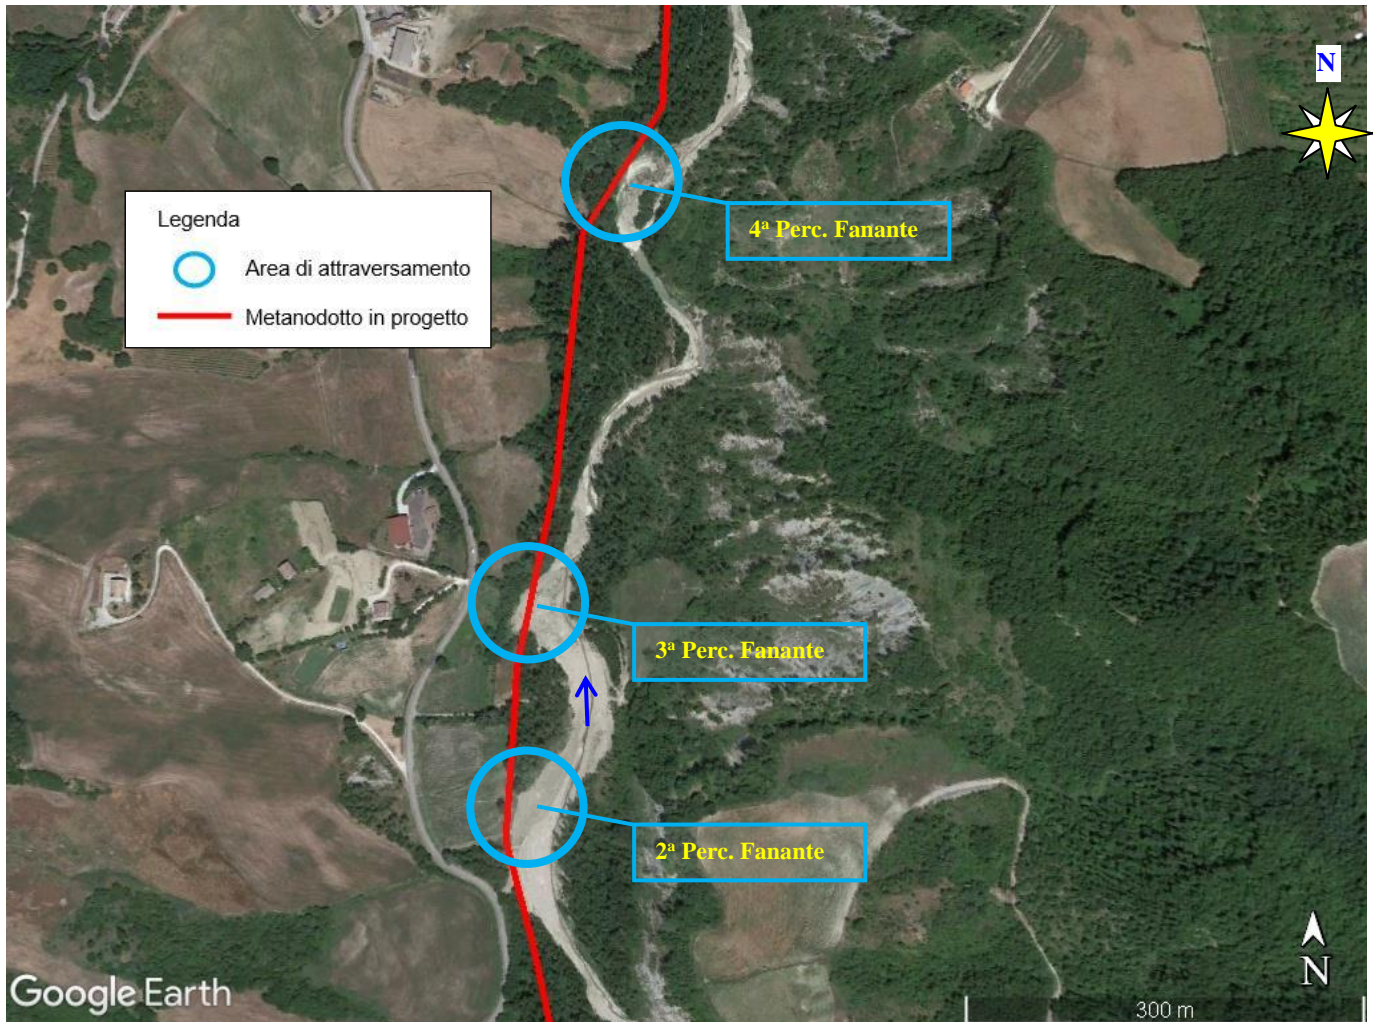 N
Legenda
Area di attraversamento
Metanodotto in progetto
4ª Perc. Fanante
3ª Perc. Fanante
2ª Perc. Fanante
N
Google Earth
300 m